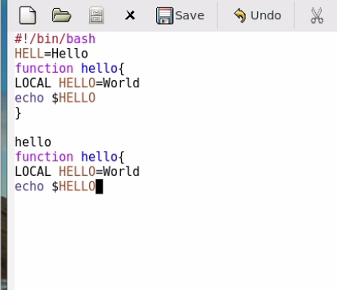 Save Undo
#!/bin/bash
HELL=Hello
function hello{
LOCAL HELLO=World
echo $HELLO
}
hello
function hello{
LOCAL HELLO=World
echo $HELLO